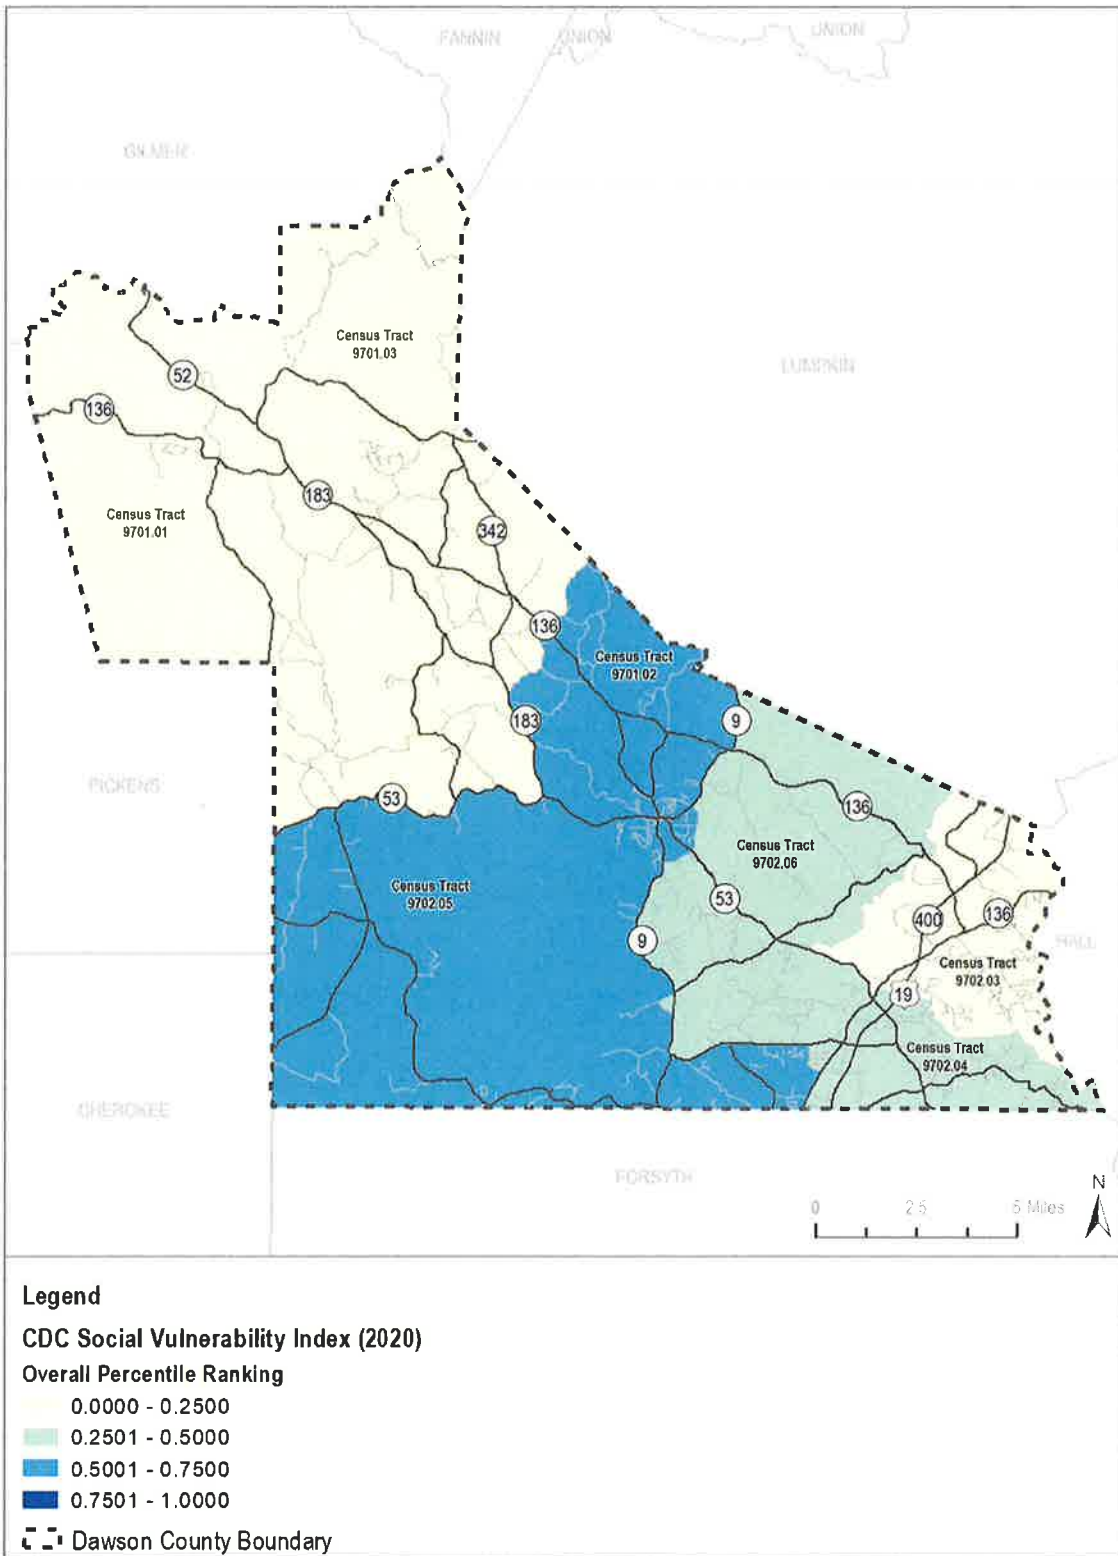 FANNIN
UNION
UNION
GILMER
Census Tract
9701.03
LUMPKIN
52
136
183
Census Tract
9701.01
342
136
Census Tract
9701.02
183
9
PICKENS
53
136
Census Tract
9702.06
Census Tract
9702.05
53
400
136
9
HALL
Census Tract
9702.03
19
Census Tract
9702.04
CHEROKEE
FORSYTH
N
0 2.5 5 Miles
Legend
CDC Social Vulnerability Index (2020)
Overall Percentile Ranking
0.0000 - 0.2500
0.2501 - 0.5000
0.5001 - 0.7500
0.7501 - 1.0000
Dawson County Boundary